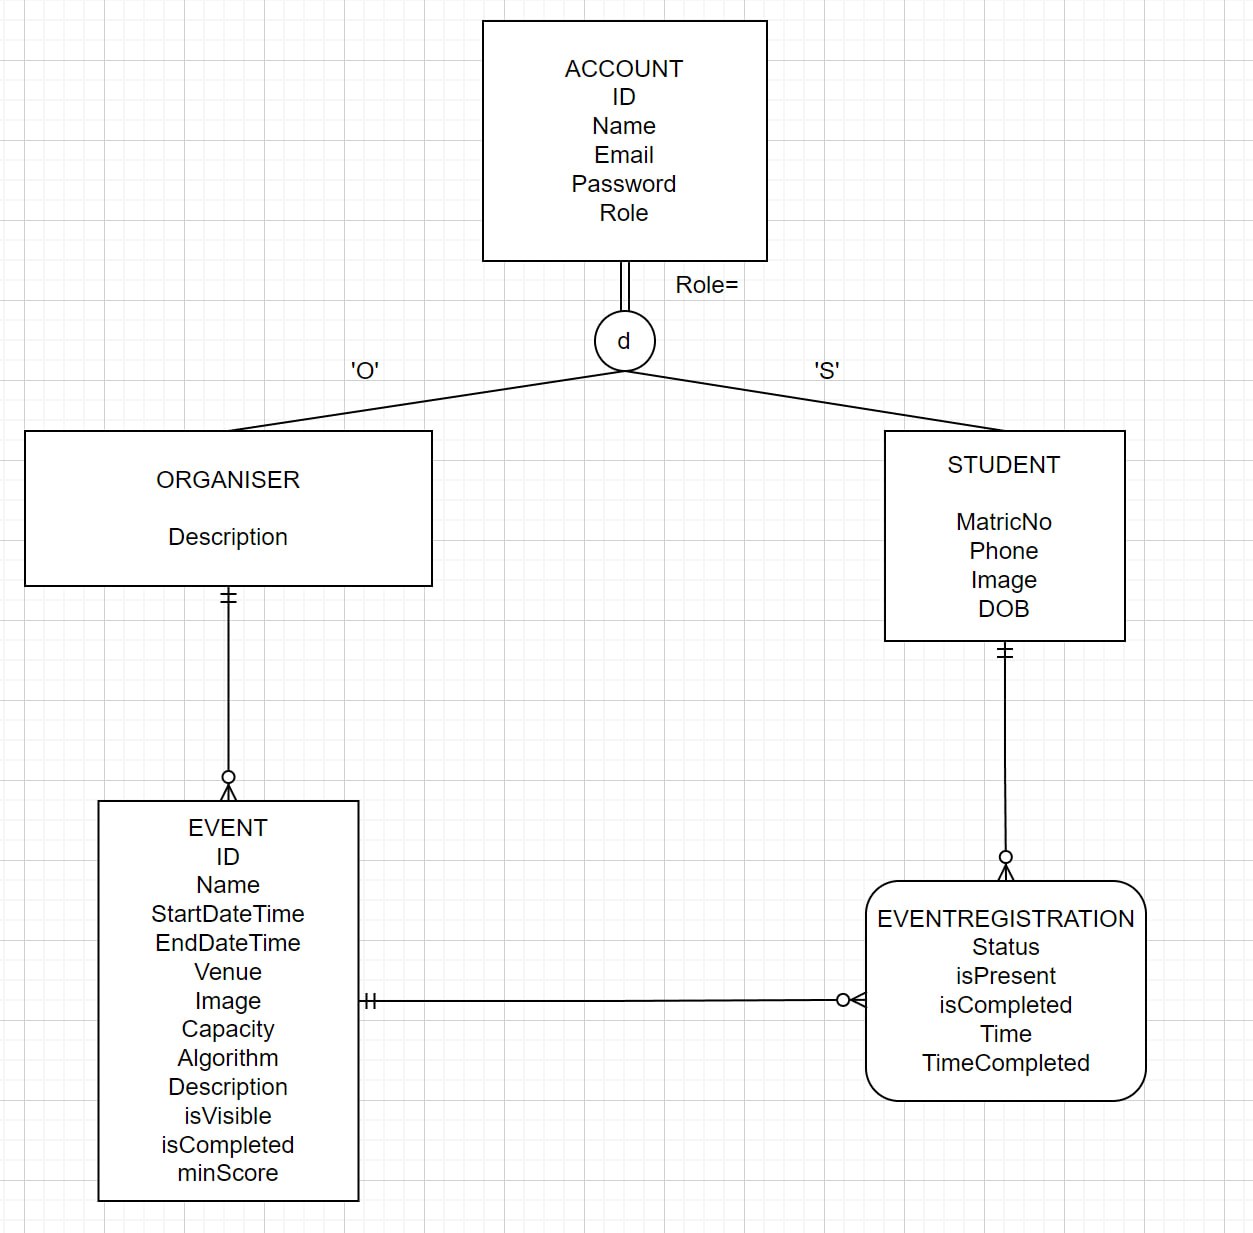 ACCOUNT
ID
Name
Email
Password
Role
Role=
d
'O'
'S'
ORGANISER
Description
STUDENT
MatricNo
Phone
Image
DOB
EVENT
ID
Name
StartDateTime
EndDateTime
Venue
Image
Capacity
Algorithm
Description
isVisible
isCompleted
minScore
EVENTREGISTRATION
Status
isPresent
isCompleted
Time
TimeCompleted